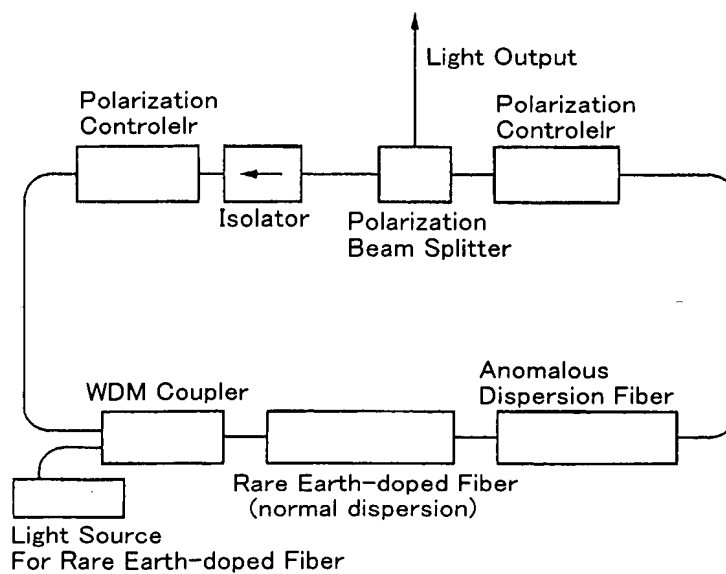 Light Output
Polarization
Controlelr
Polarization
Controlelr
Isolator
Polarization
Beam Splitter
WDM Coupler
Anomalous
Dispersion Fiber
Rare Earth-doped Fiber
(normal dispersion)
Light Source
For Rare Earth-doped Fiber